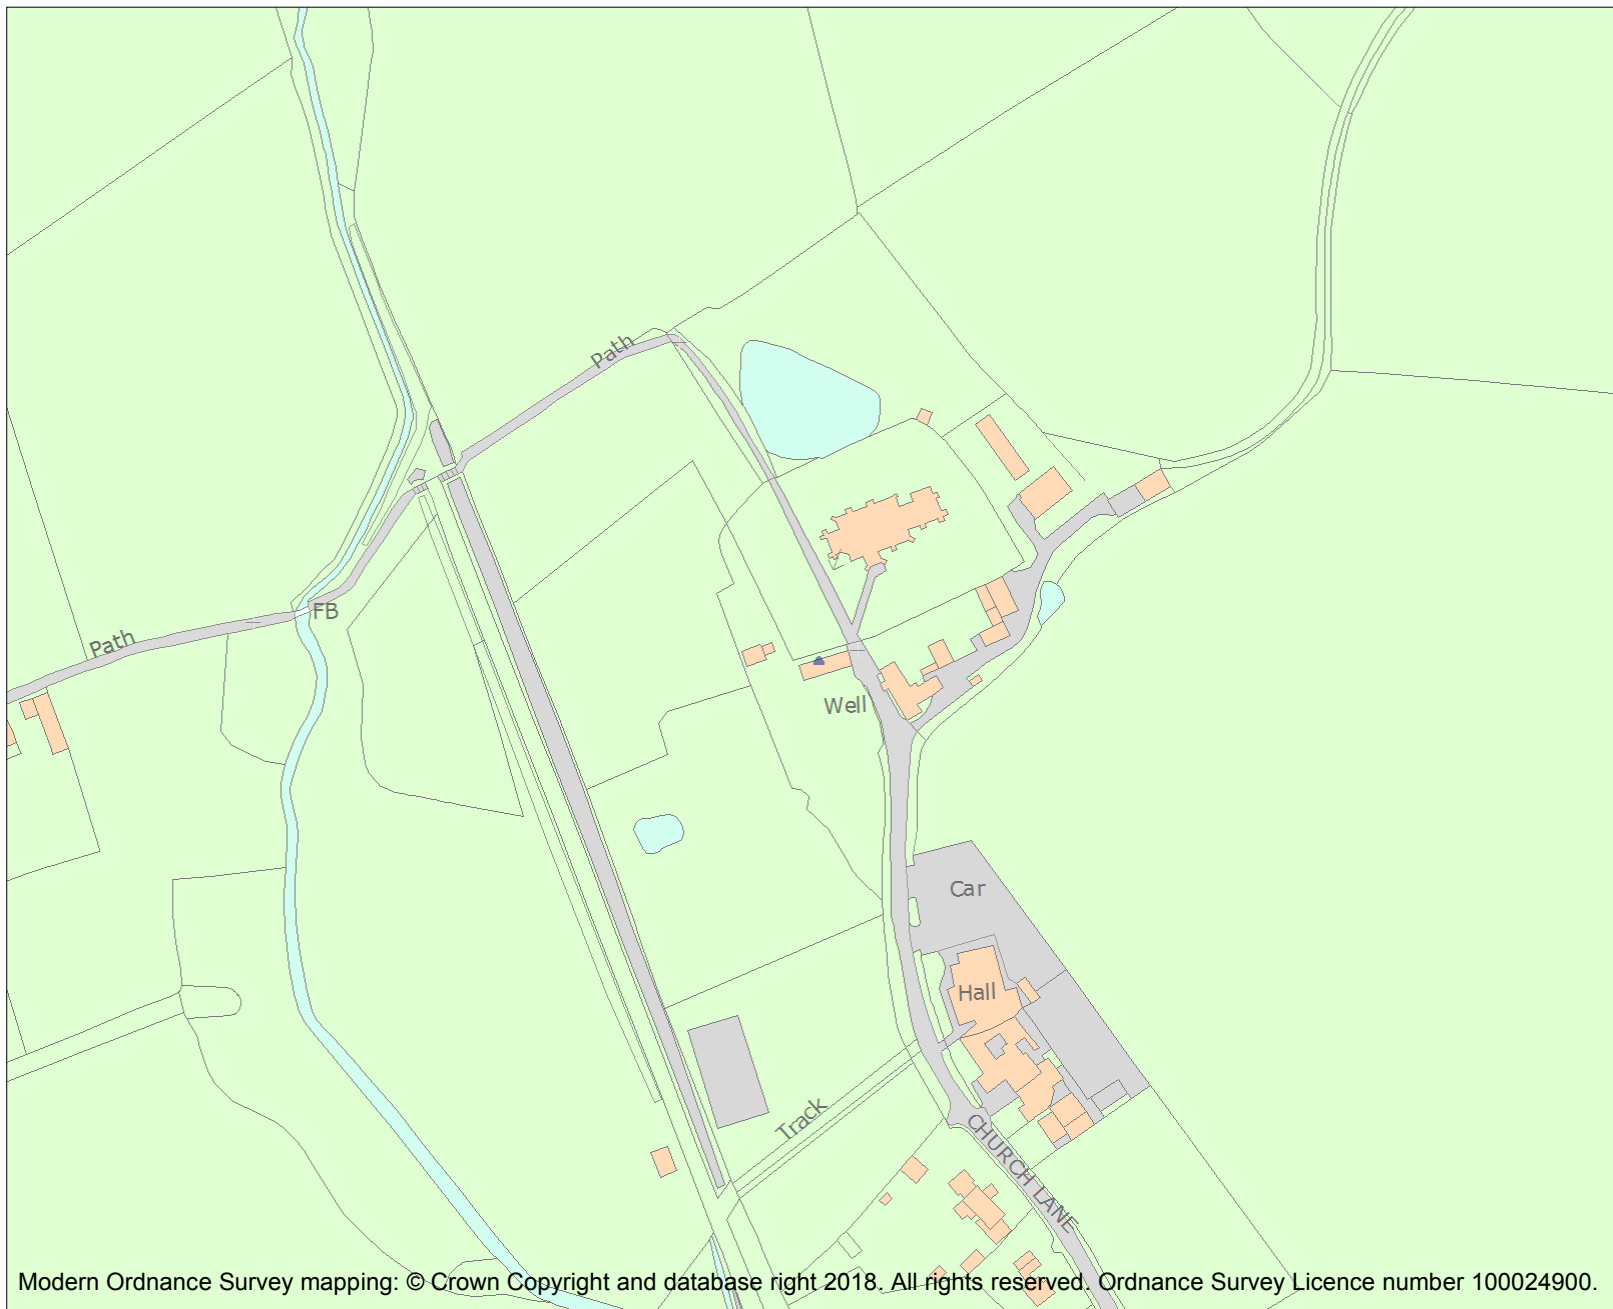 Path
FB
Path
Well
Car
Hall
Track
CHURCH LANE
Modern Ordnance Survey mapping: © Crown Copyright and database right 2018. All rights reserved. Ordnance Survey Licence number 100024900.